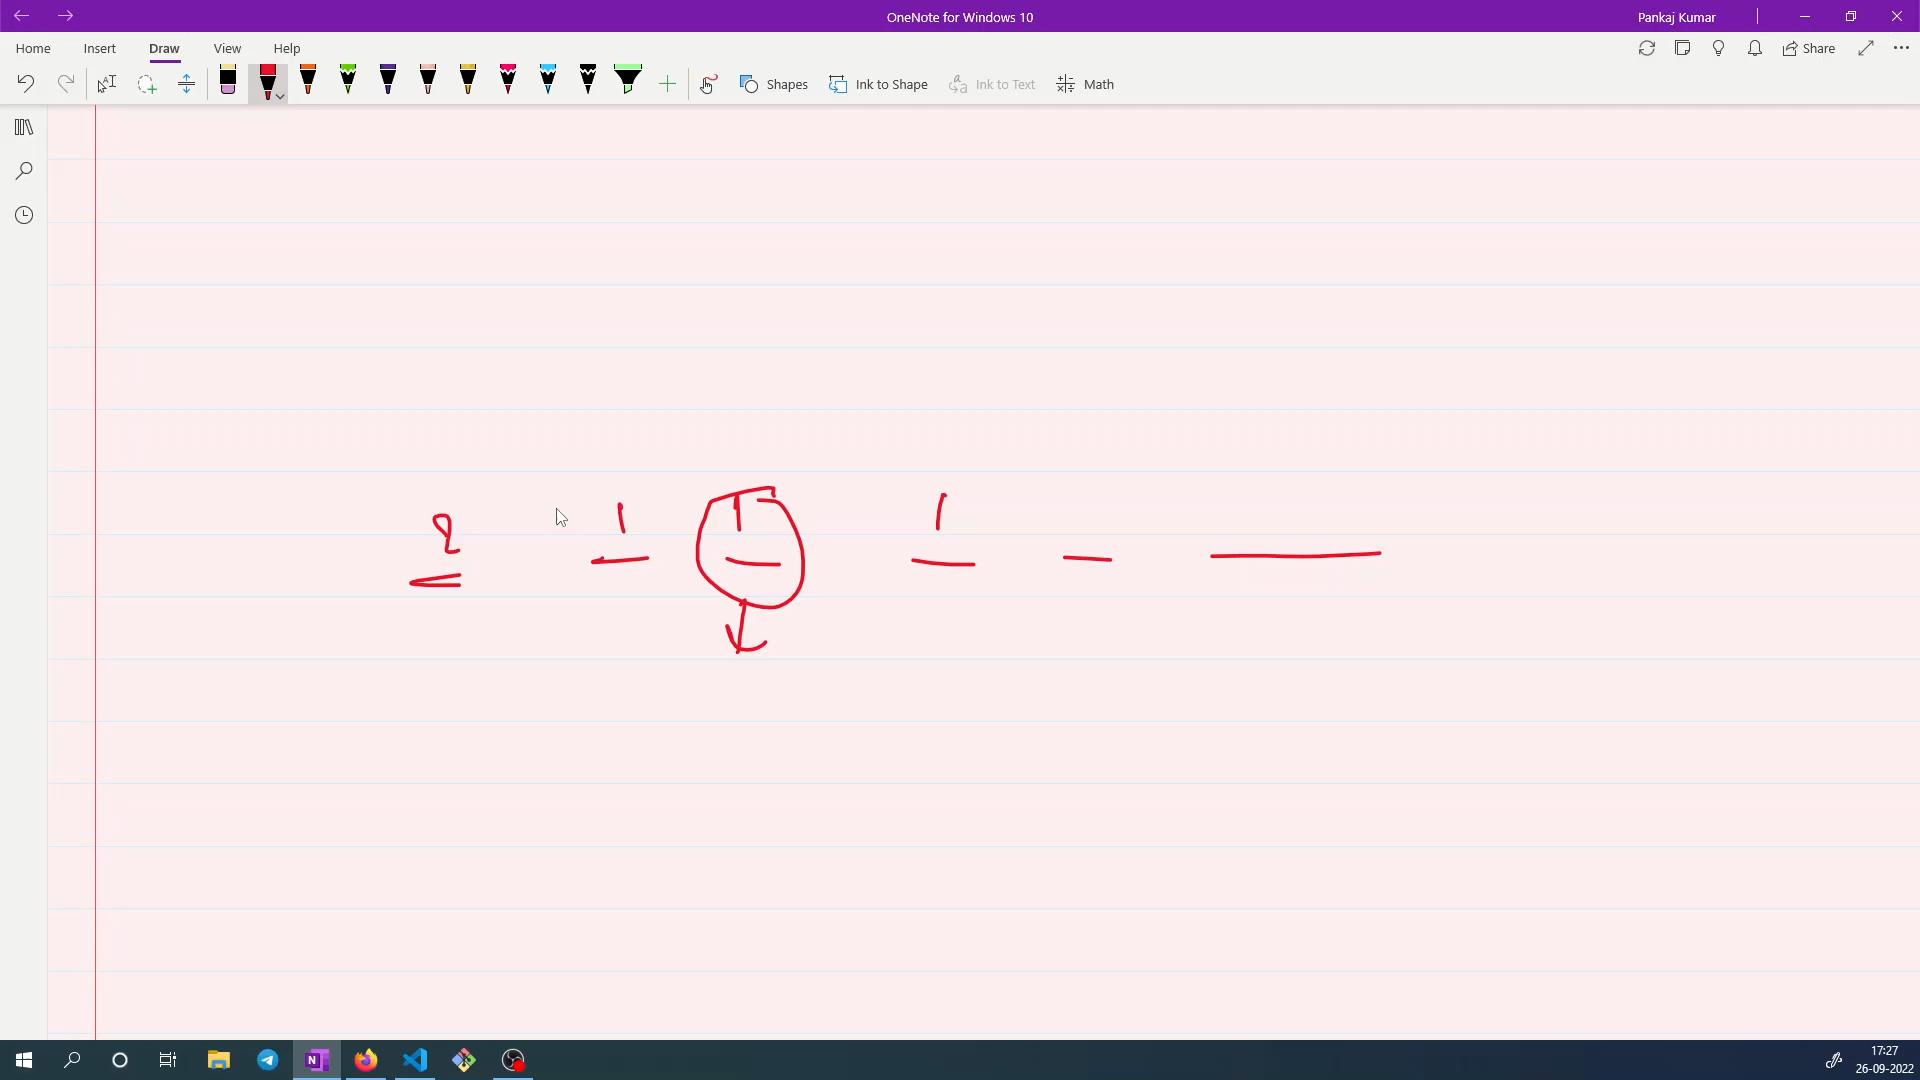 OneNote for Windows 10
Pankaj Kumar
Home Insert Draw View Help
Share
Shapes Ink to Shape Ink to Text Math
1 1 1
17:27
26-09-2022